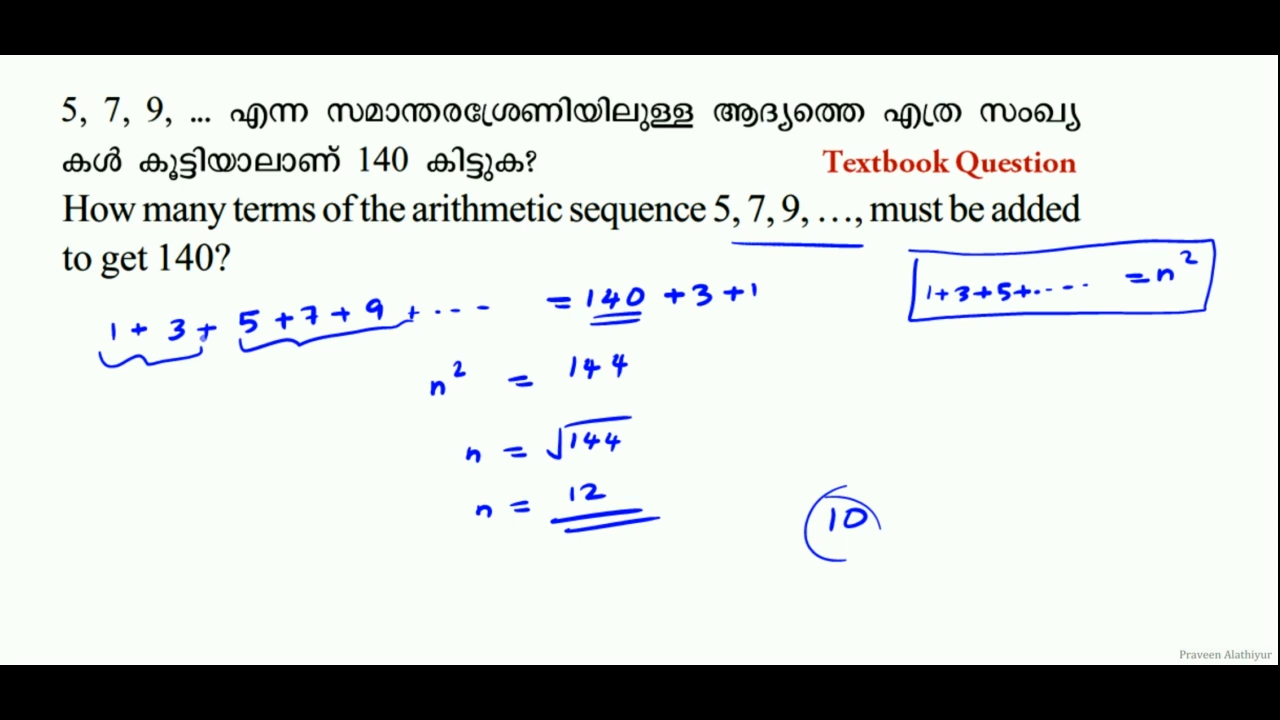 5, 7, 9, ... എന്ന സമാന്തരശ്രേണിയിലുള്ള ആദ്യത്തെ എത്ര സംഖ്യ
കൾ കൂട്ടിയാലാണ് 140 കിട്ടുക?
Textbook Question
How many terms of the arithmetic sequence 5, 7, 9, ..., must be added
to get 140?
1+3+5+---- = n²
1 + 3 + 5 + 7 + 9 + --- = 140 + 3 + 1
n² = 144
n = √144
n = 12
10
Praveen Alathiyur